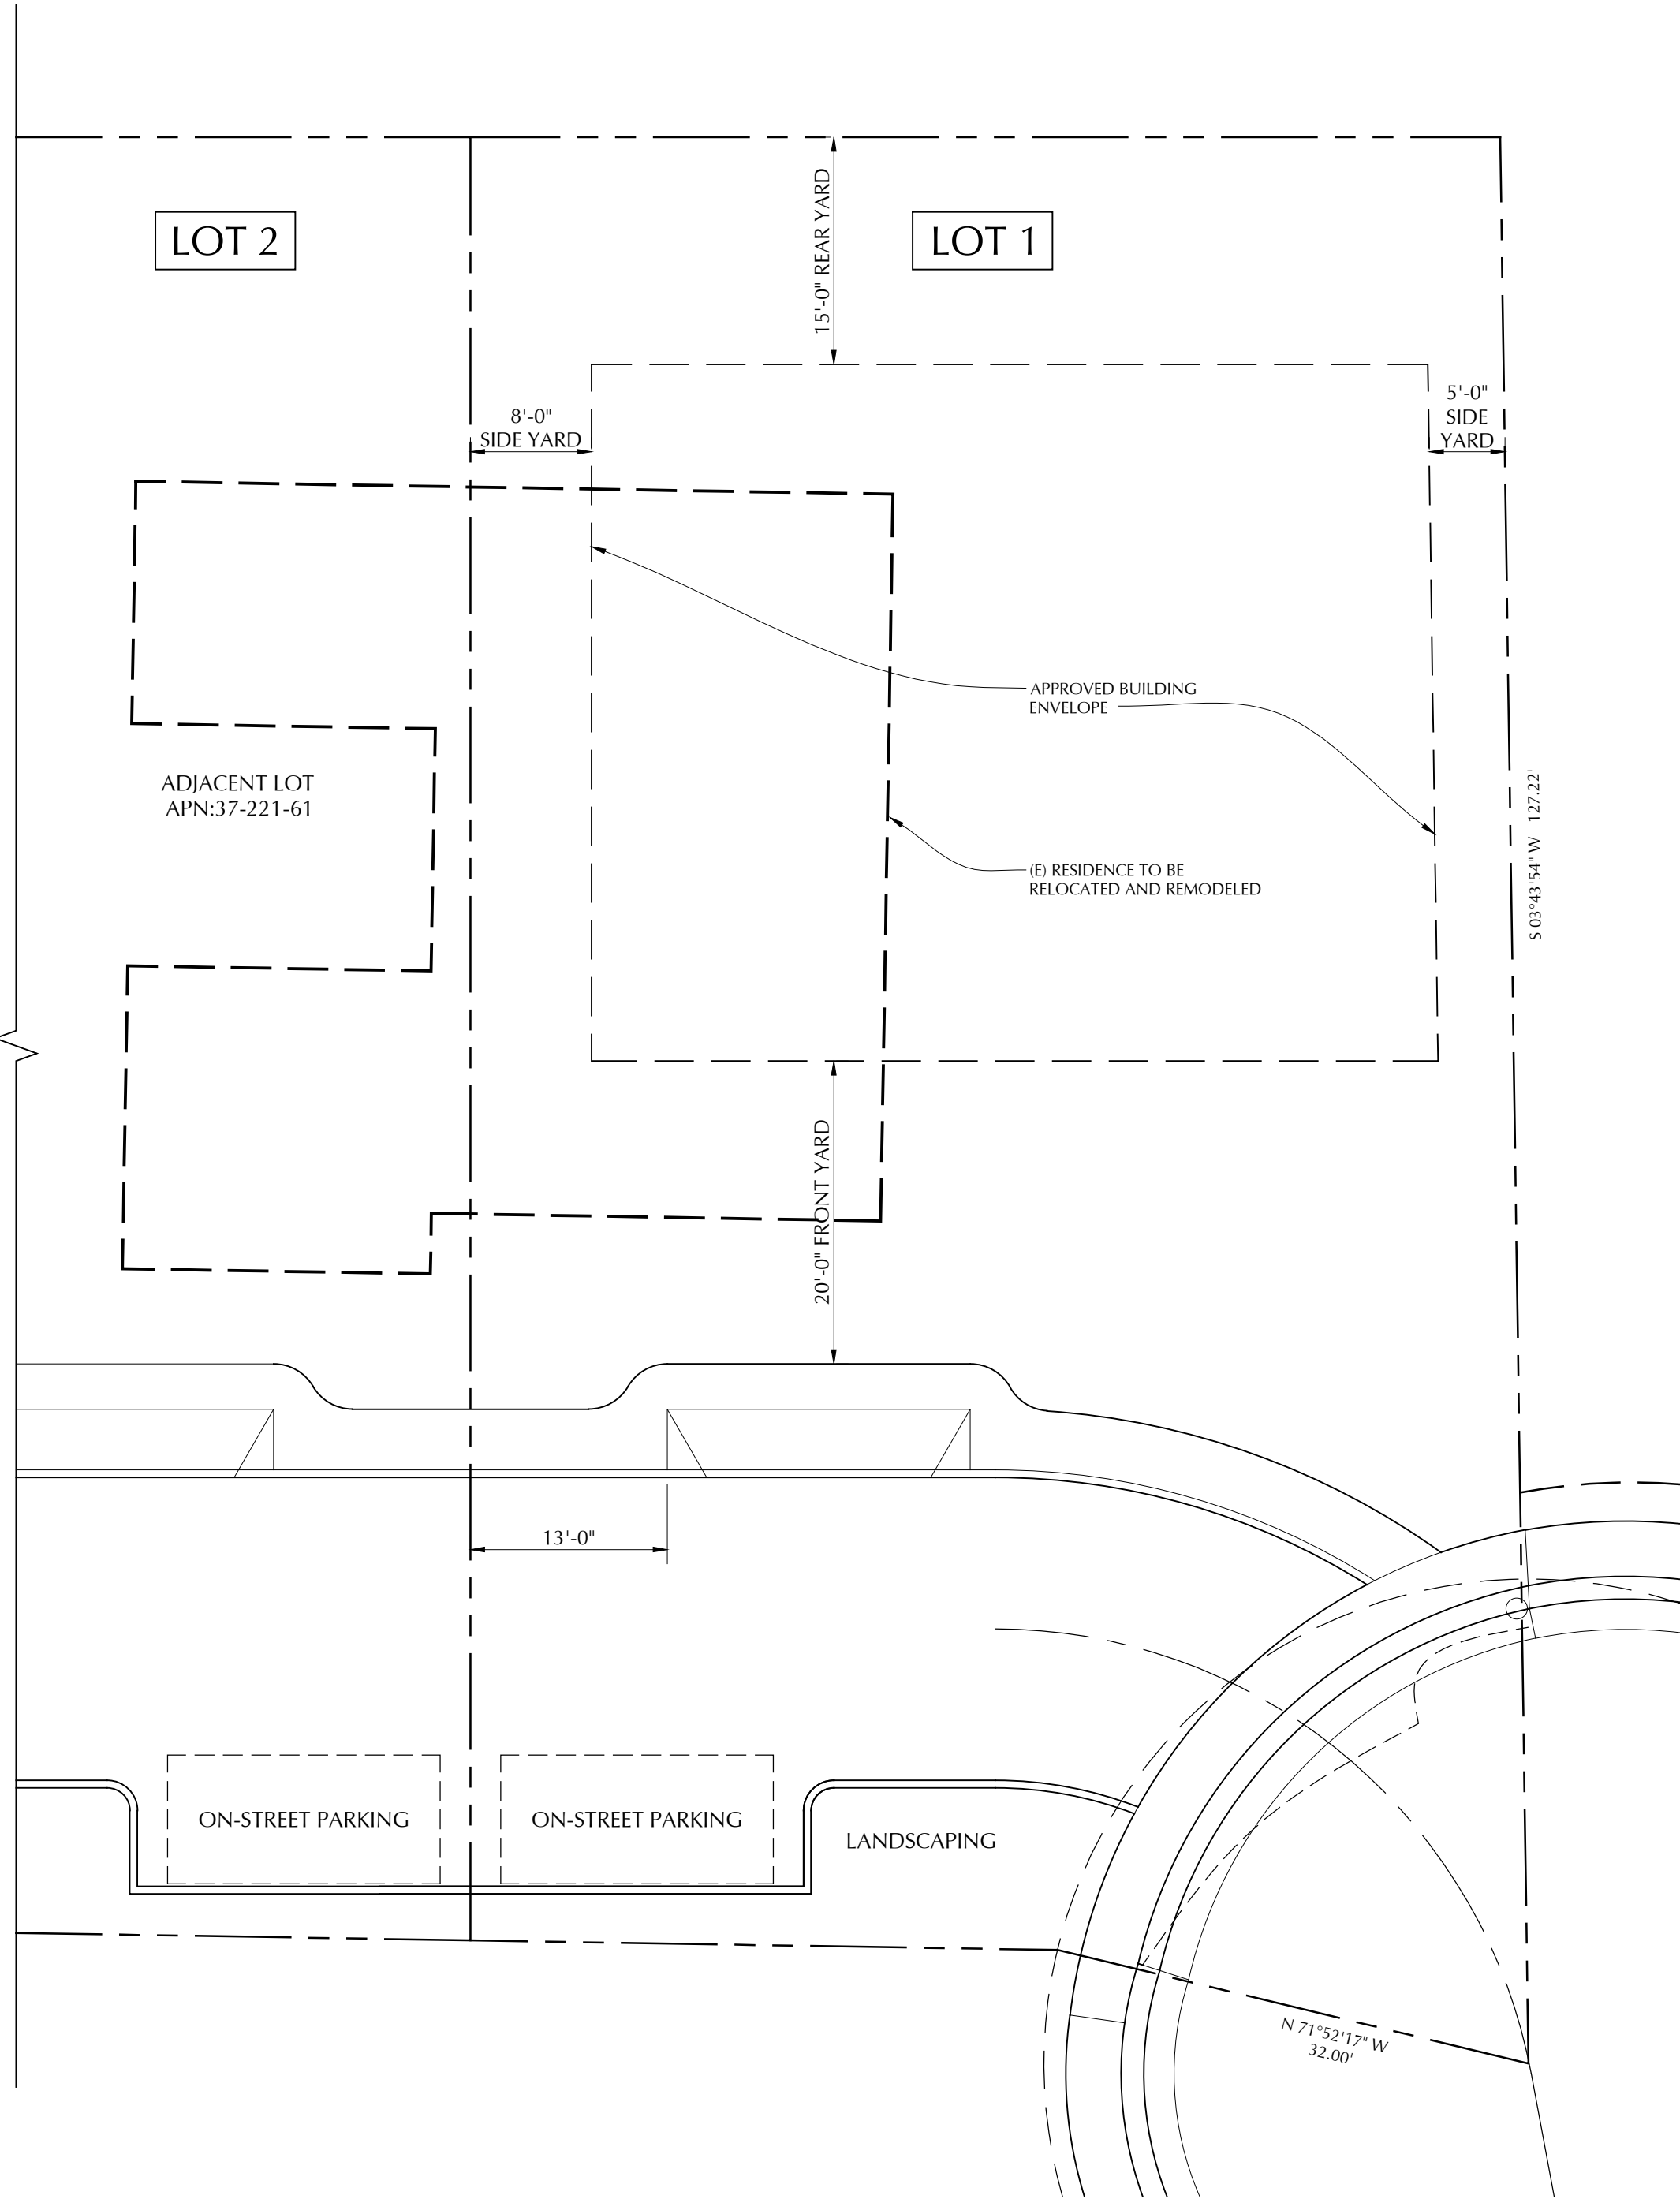 LOT 2
LOT 1
15'-0" REAR YARD
8'-0"
SIDE YARD
5'-0"
SIDE
YARD
APPROVED BUILDING
ENVELOPE
ADJACENT LOT
APN:37-221-61
S 03°43'54" W 127.22'
(E) RESIDENCE TO BE
RELOCATED AND REMODELED
20'-0" FRONT YARD
13'-0"
ON-STREET PARKING
ON-STREET PARKING
LANDSCAPING
N 71°52'17" W
32.00'